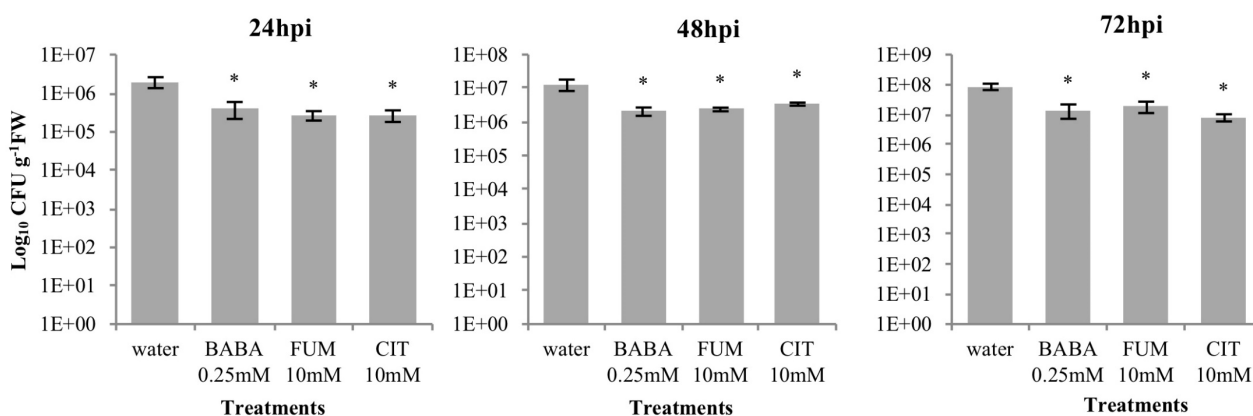 24hpi
Log₁₀ CFU g⁻¹FW
1E+07
1E+06
1E+05
1E+04
1E+03
1E+02
1E+01
1E+00
*
*
*
water
BABA
0.25mM
FUM
10mM
CIT
10mM
Treatments
48hpi
1E+08
1E+07
1E+06
1E+05
1E+04
1E+03
1E+02
1E+01
1E+00
*
*
*
water
BABA
0.25mM
FUM
10mM
CIT
10mM
Treatments
72hpi
1E+09
1E+08
1E+07
1E+06
1E+05
1E+04
1E+03
1E+02
1E+01
1E+00
*
*
*
water
BABA
0.25mM
FUM
10mM
CIT
10mM
Treatments